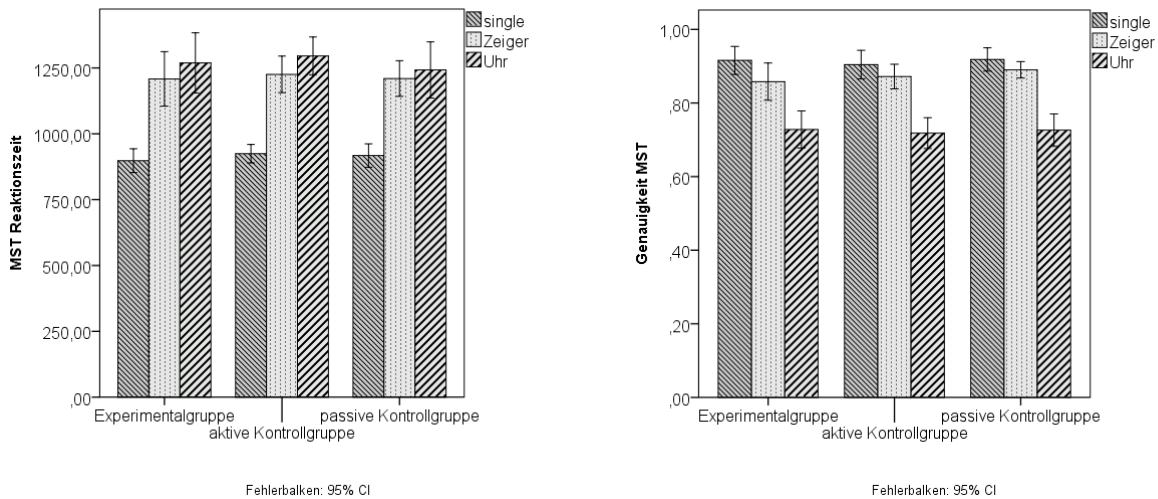 single
Zeiger
Uhr
1250,00
1000,00
750,00
500,00
250,00
,00
MST Reaktionszeit
Experimentalgruppe
aktive Kontrollgruppe
passive Kontrollgruppe
Fehlerbalken: 95% CI
single
Zeiger
Uhr
1,00
,80
,60
,40
,20
,00
Genauigkeit MST
Experimentalgruppe
aktive Kontrollgruppe
passive Kontrollgruppe
Fehlerbalken: 95% CI